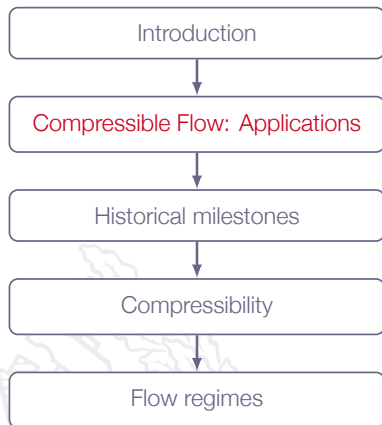 Introduction
Compressible Flow: Applications
Historical milestones
Compressibility
Flow regimes